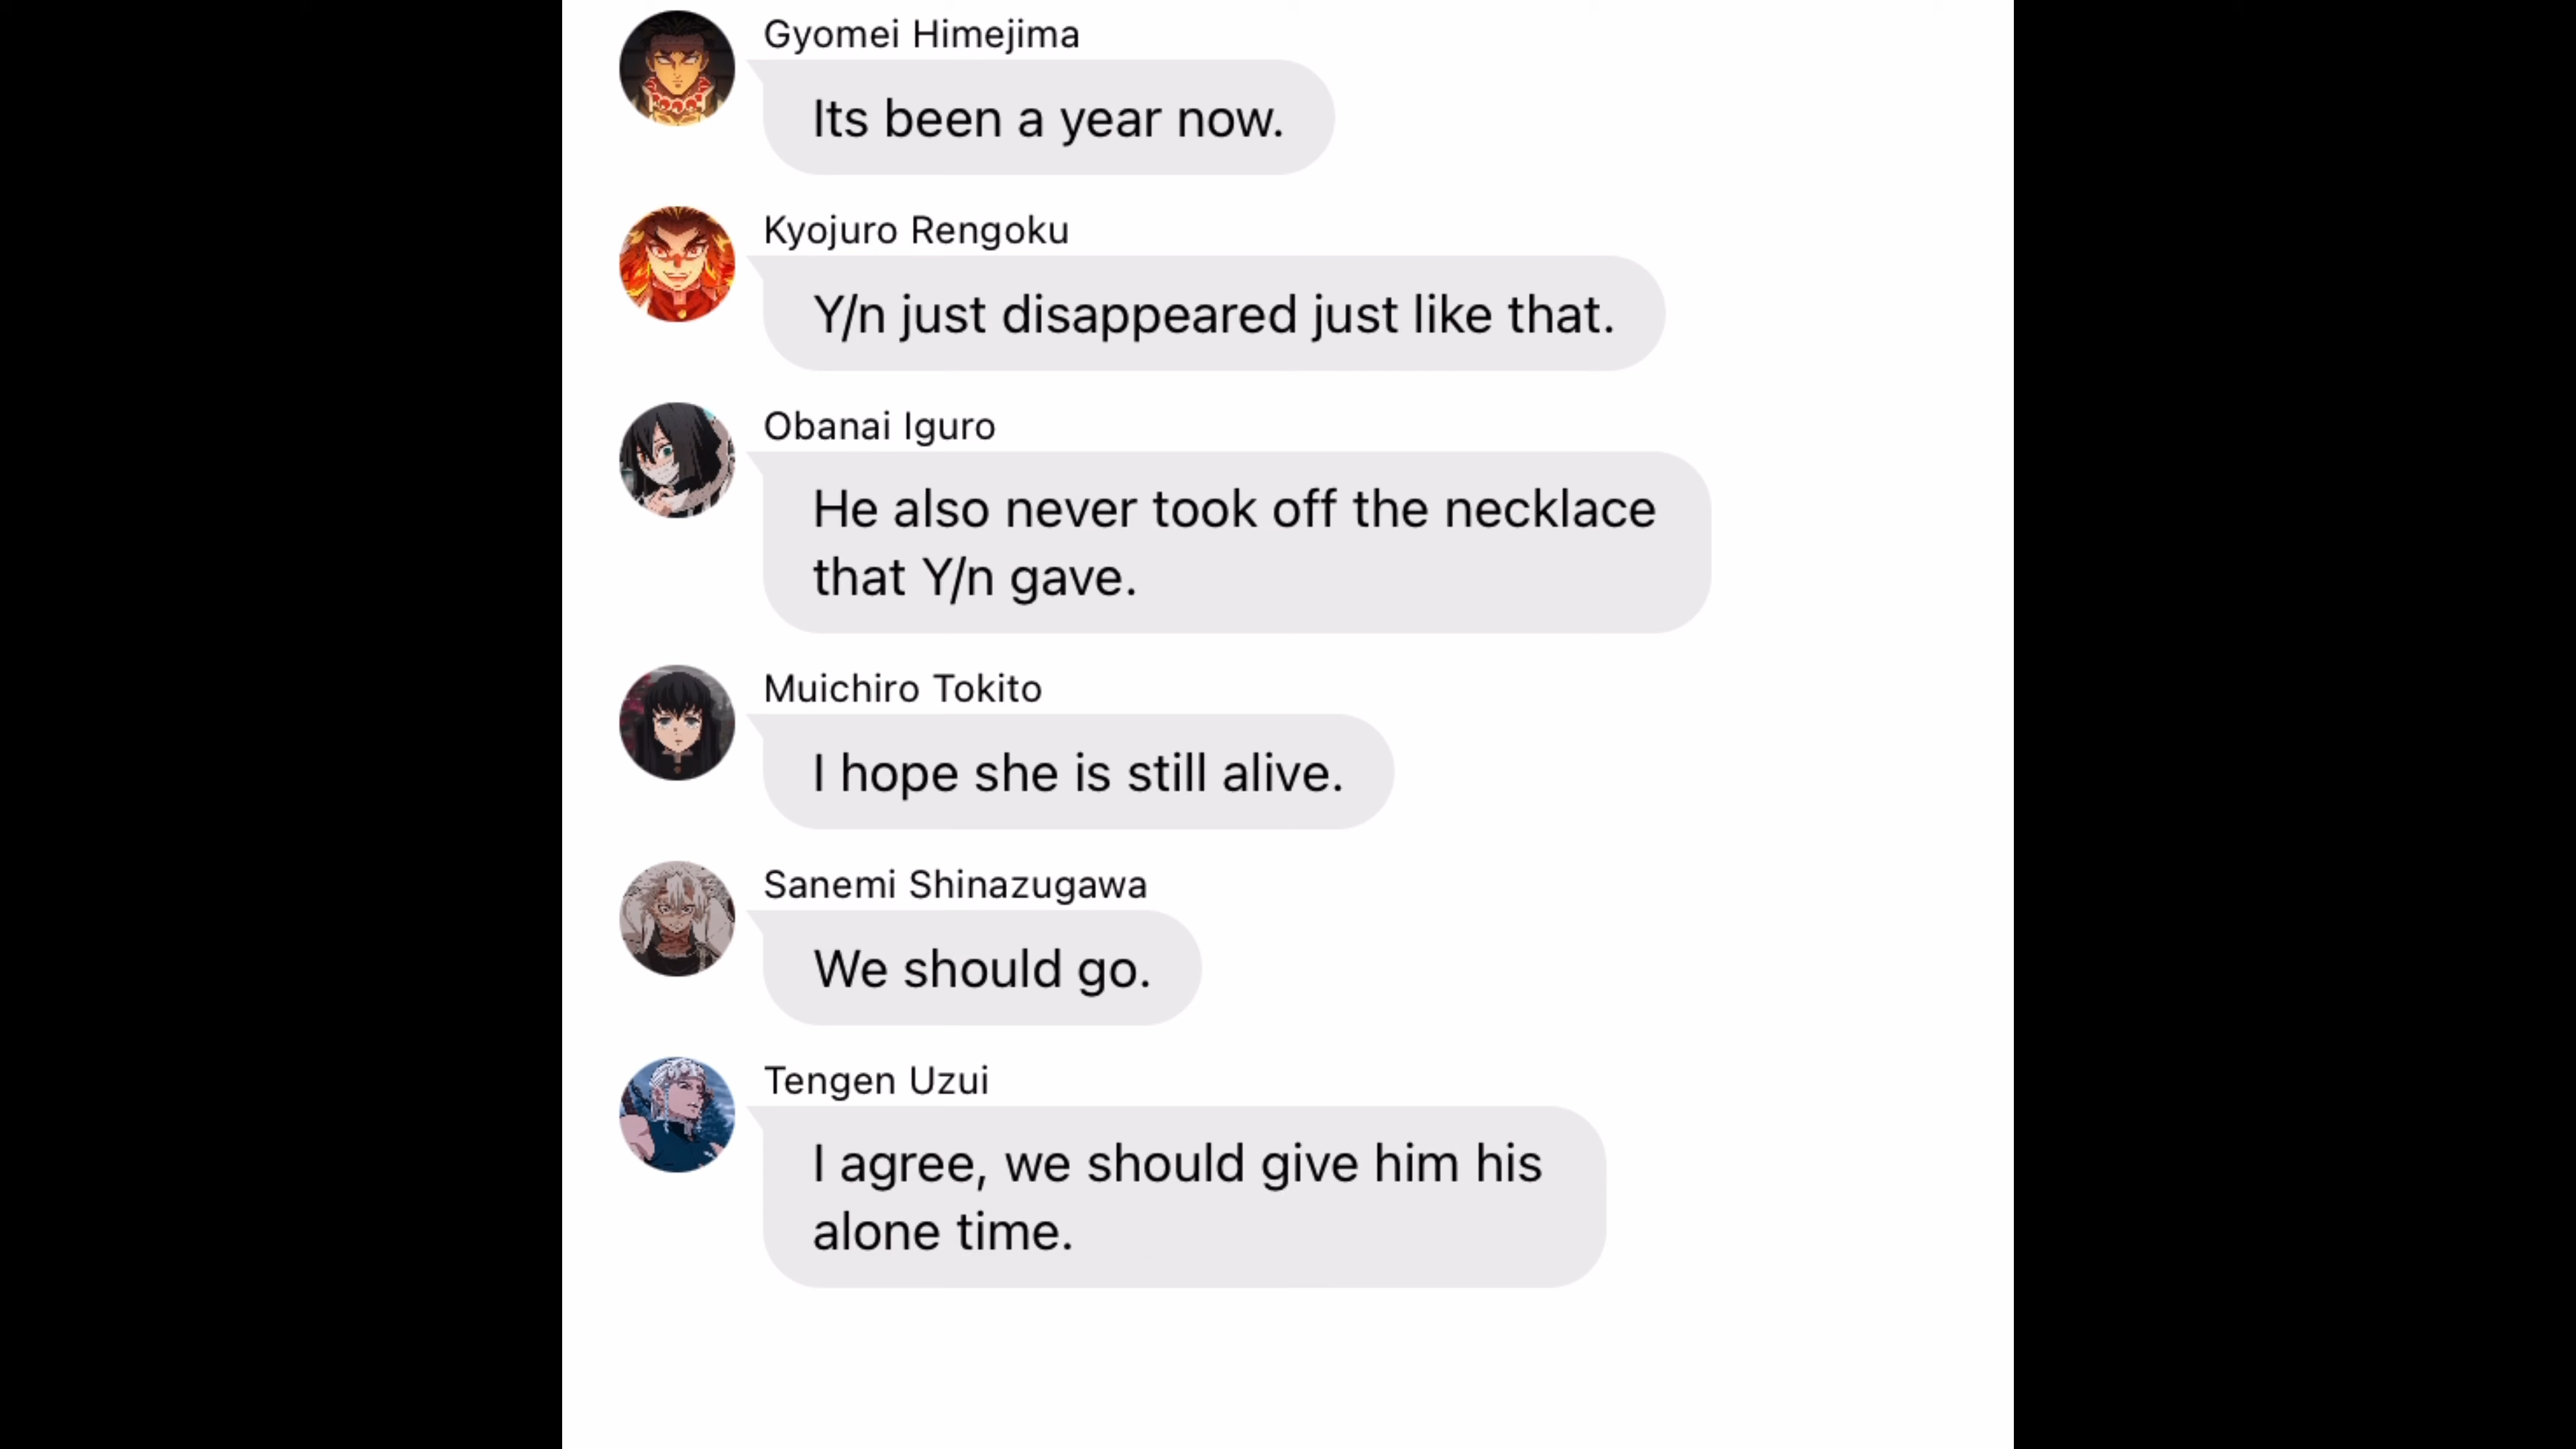 Gyomei Himejima
Its been a year now.
Kyojuro Rengoku
Y/n just disappeared just like that.
Obanai Iguro
He also never took off the necklace
that Y/n gave.
Muichiro Tokito
I hope she is still alive.
Sanemi Shinazugawa
We should go.
Tengen Uzui
I agree, we should give him his
alone time.